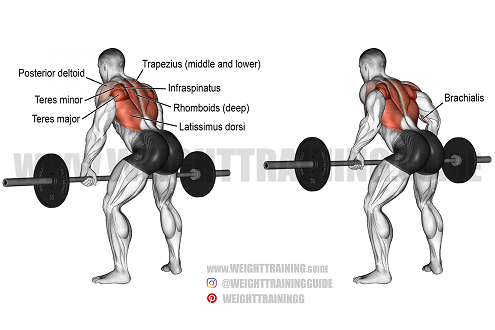 Trapezius (middle and lower)
Posterior deltoid
Infraspinatus
Teres minor
Rhomboids (deep)
Teres major
Latissimus dorsi
Brachialis
WWW.WEIGHTTRAINING.GUIDE
www.WEIGHTTRAINING.GUIDE
@WEIGHTTRAININGGUIDE
WEIGHTTRAININGG